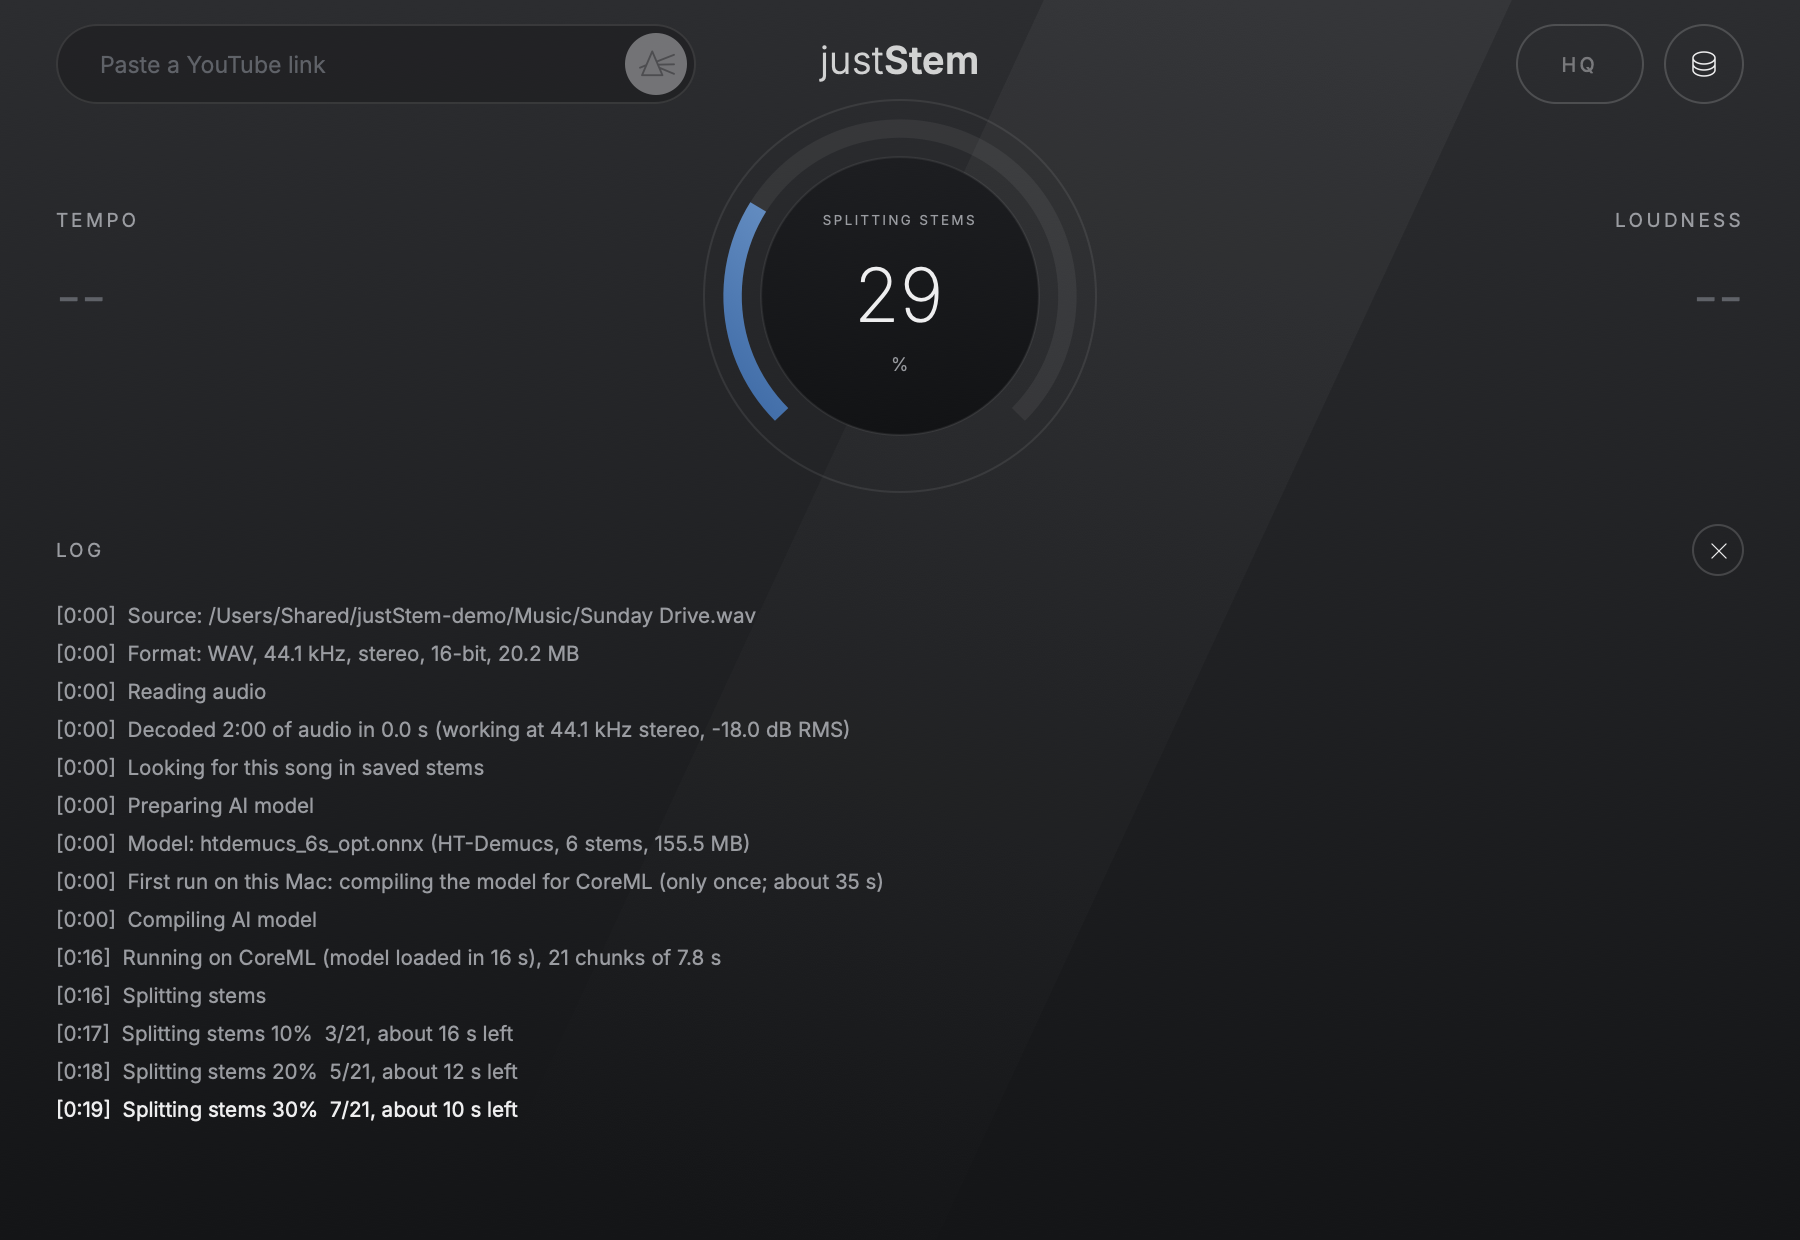 Paste a YouTube link
justStem
HQ
TEMPO
LOUDNESS
SPLITTING STEMS
29
%
--
--
LOG
[0:00] Source: /Users/Shared/justStem-demo/Music/Sunday Drive.wav
[0:00] Format: WAV, 44.1 kHz, stereo, 16-bit, 20.2 MB
[0:00] Reading audio
[0:00] Decoded 2:00 of audio in 0.0 s (working at 44.1 kHz stereo, -18.0 dB RMS)
[0:00] Looking for this song in saved stems
[0:00] Preparing AI model
[0:00] Model: htdemucs_6s_opt.onnx (HT-Demucs, 6 stems, 155.5 MB)
[0:00] First run on this Mac: compiling the model for CoreML (only once; about 35 s)
[0:00] Compiling AI model
[0:16] Running on CoreML (model loaded in 16 s), 21 chunks of 7.8 s
[0:16] Splitting stems
[0:17] Splitting stems 10% 3/21, about 16 s left
[0:18] Splitting stems 20% 5/21, about 12 s left
[0:19] Splitting stems 30% 7/21, about 10 s left